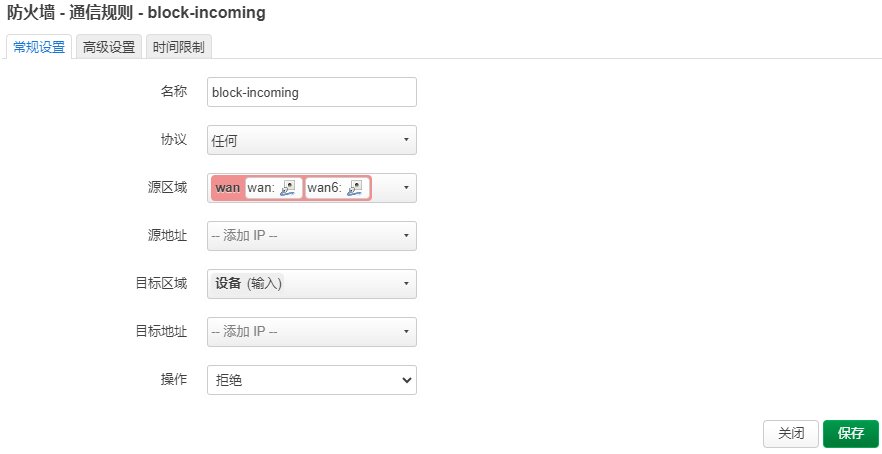 防火墙 - 通信规则 - block-incoming
常规设置 高级设置 时间限制
名称 block-incoming
协议 任何
源区域 wan wan: wan6:
源地址 -- 添加 IP --
目标区域 设备 (输入)
目标地址 -- 添加 IP --
操作 拒绝
关闭 保存